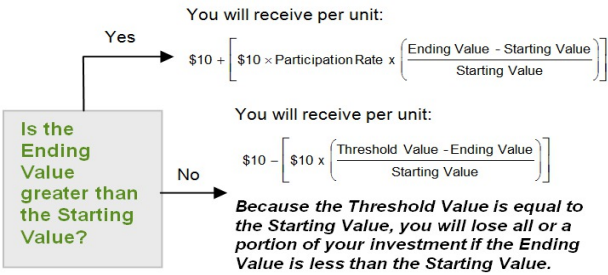 You will receive per unit:
Yes
$10 + [$10 × Participation Rate x (Ending Value - Starting Value / Starting Value)]
Is the
Ending
Value
greater than
the Starting
Value?
You will receive per unit:
No
$10 – [$10 x (Threshold Value - Ending Value / Starting Value)]
Because the Threshold Value is equal to
the Starting Value, you will lose all or a
portion of your investment if the Ending
Value is less than the Starting Value.